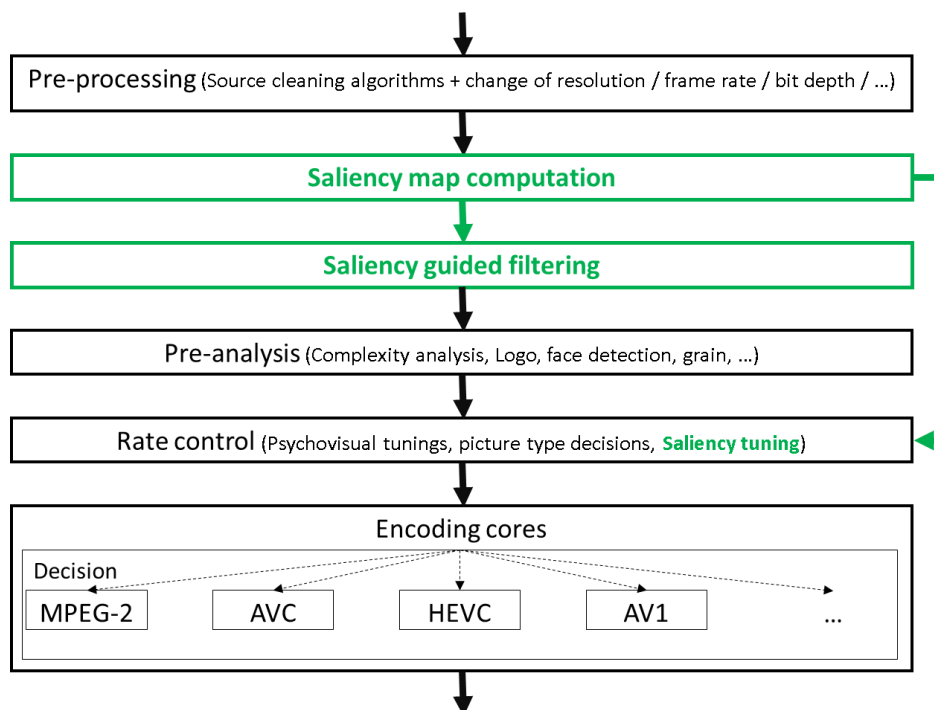 Pre-processing (Source cleaning algorithms + change of resolution / frame rate / bit depth / ...)
Saliency map computation
Saliency guided filtering
Pre-analysis (Complexity analysis, Logo, face detection, grain, ...)
Rate control (Psychovisual tunings, picture type decisions, Saliency tuning)
Encoding cores
Decision
MPEG-2 AVC HEVC AV1 ...